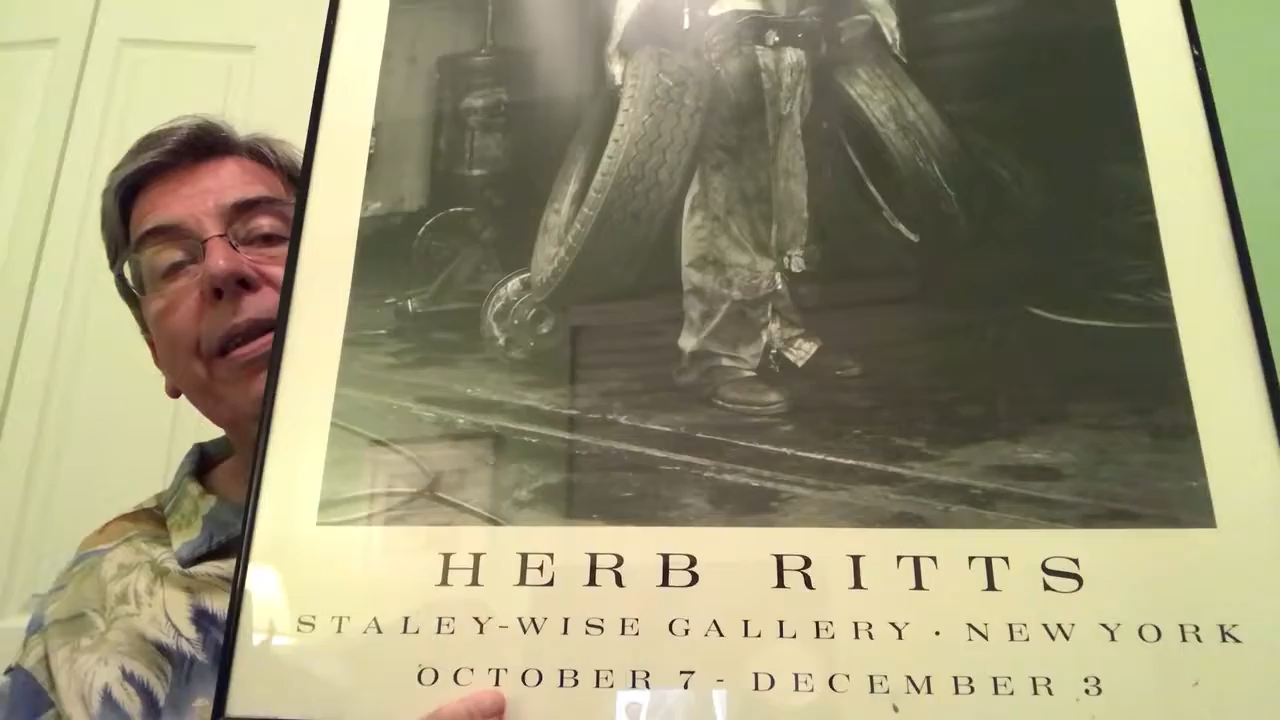 HERB RITTS
STALEY-WISE GALLERY · NEW YORK
OCTOBER 7 - DECEMBER 3